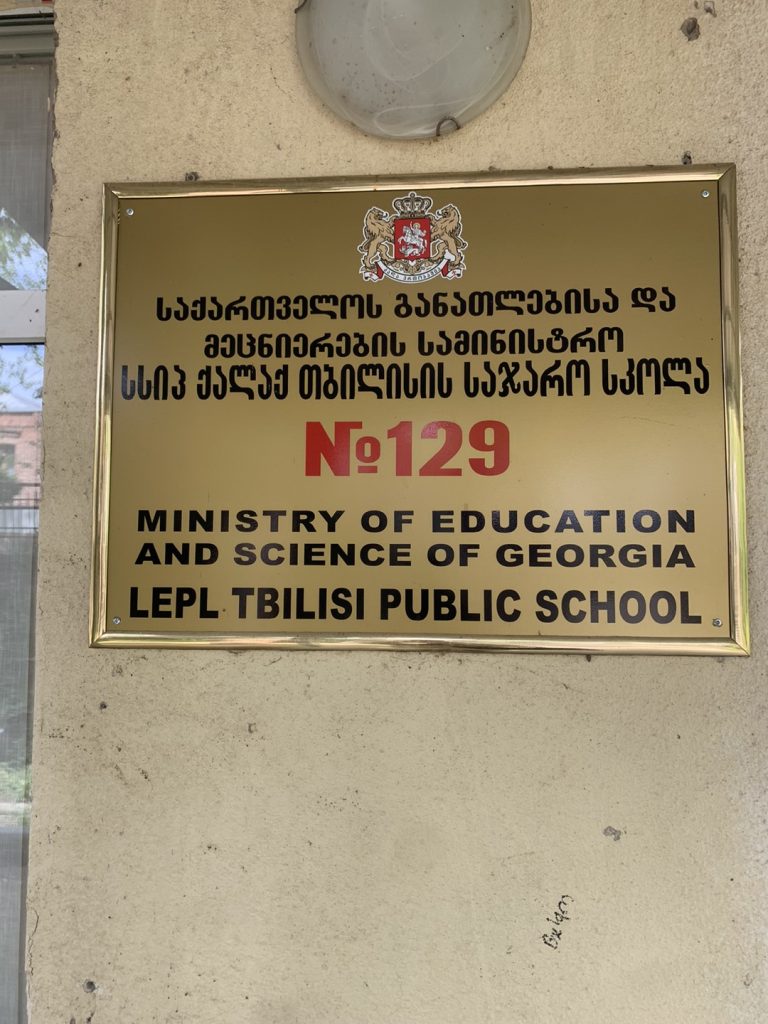 საქართველოს განათლებისა და
მეცნიერების სამინისტრო
სსიპ ქალაქ თბილისის საჯარო სკოლა
№129
MINISTRY OF EDUCATION
AND SCIENCE OF GEORGIA
LEPL TBILISI PUBLIC SCHOOL